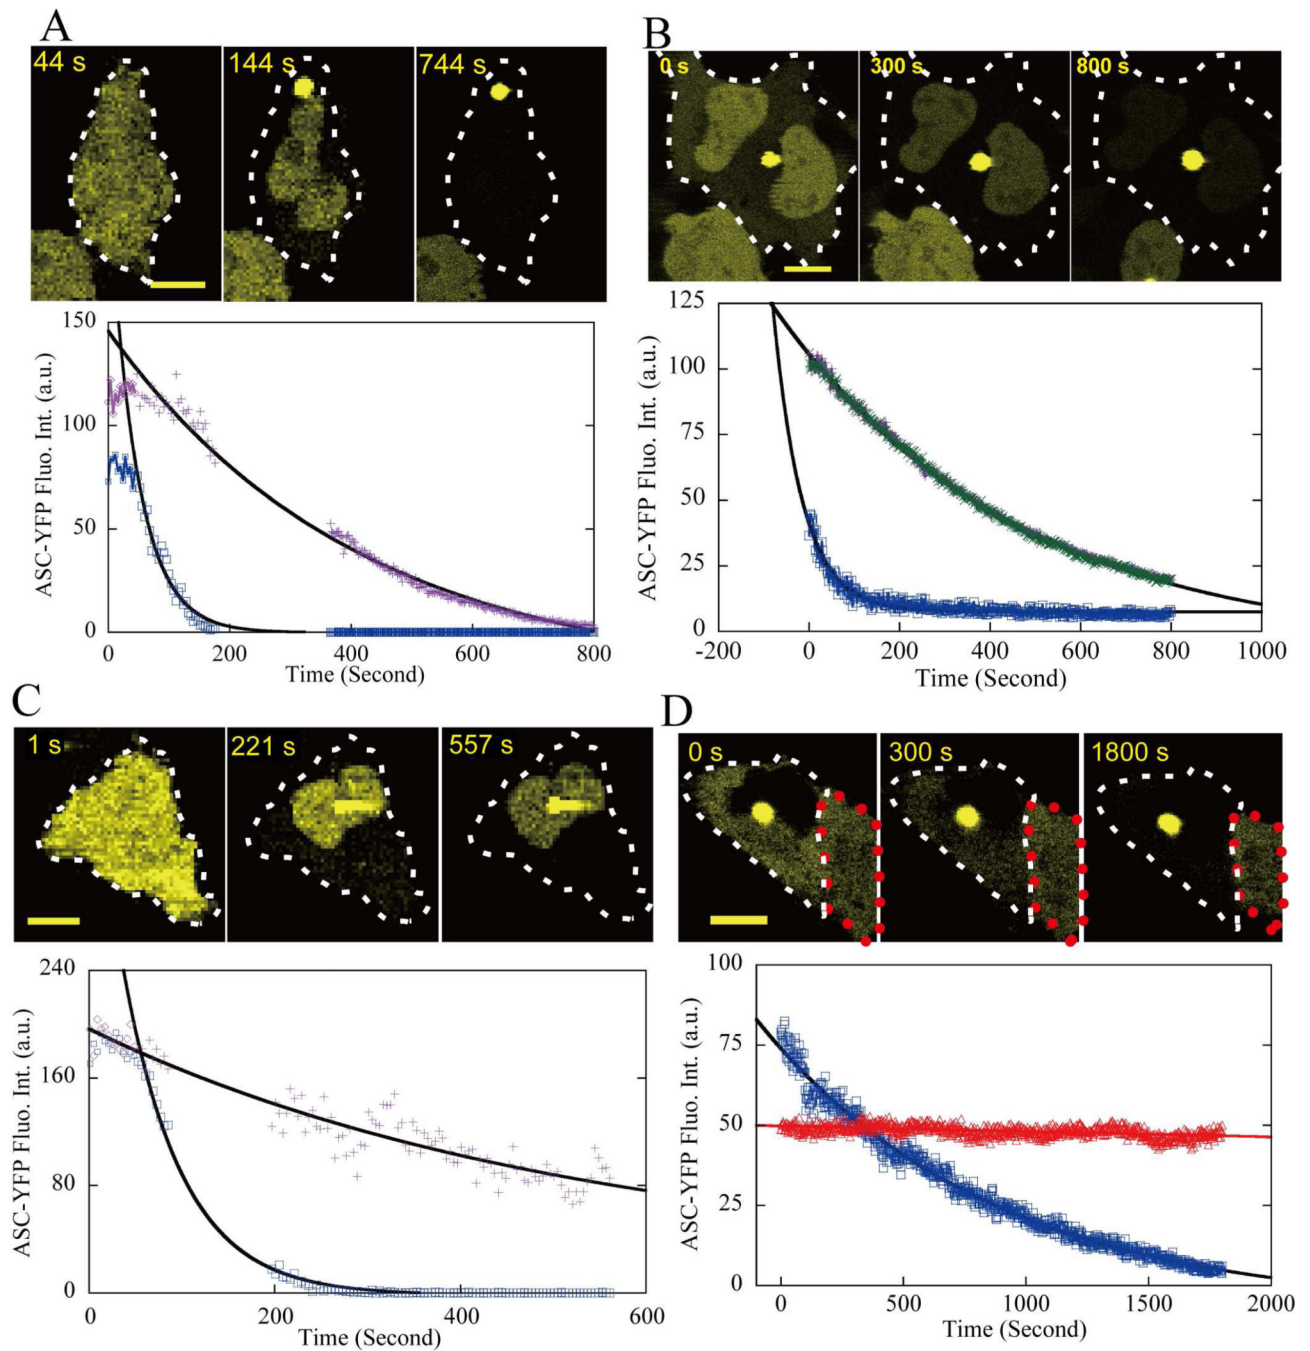 A
44 s
144 s
744 s
150
100
50
0
ASC-YFP Fluo. Int. (a.u.)
0
200
400
600
800
Time (Second)
B
0 s
300 s
800 s
125
100
75
50
25
0
ASC-YFP Fluo. Int. (a.u.)
-200
0
200
400
600
800
1000
Time (Second)
C
1 s
221 s
557 s
240
160
80
0
ASC-YFP Fluo. Int. (a.u.)
0
200
400
600
Time (Second)
D
0 s
300 s
1800 s
100
75
50
25
0
ASC-YFP Fluo. Int. (a.u.)
0
500
1000
1500
2000
Time (Second)